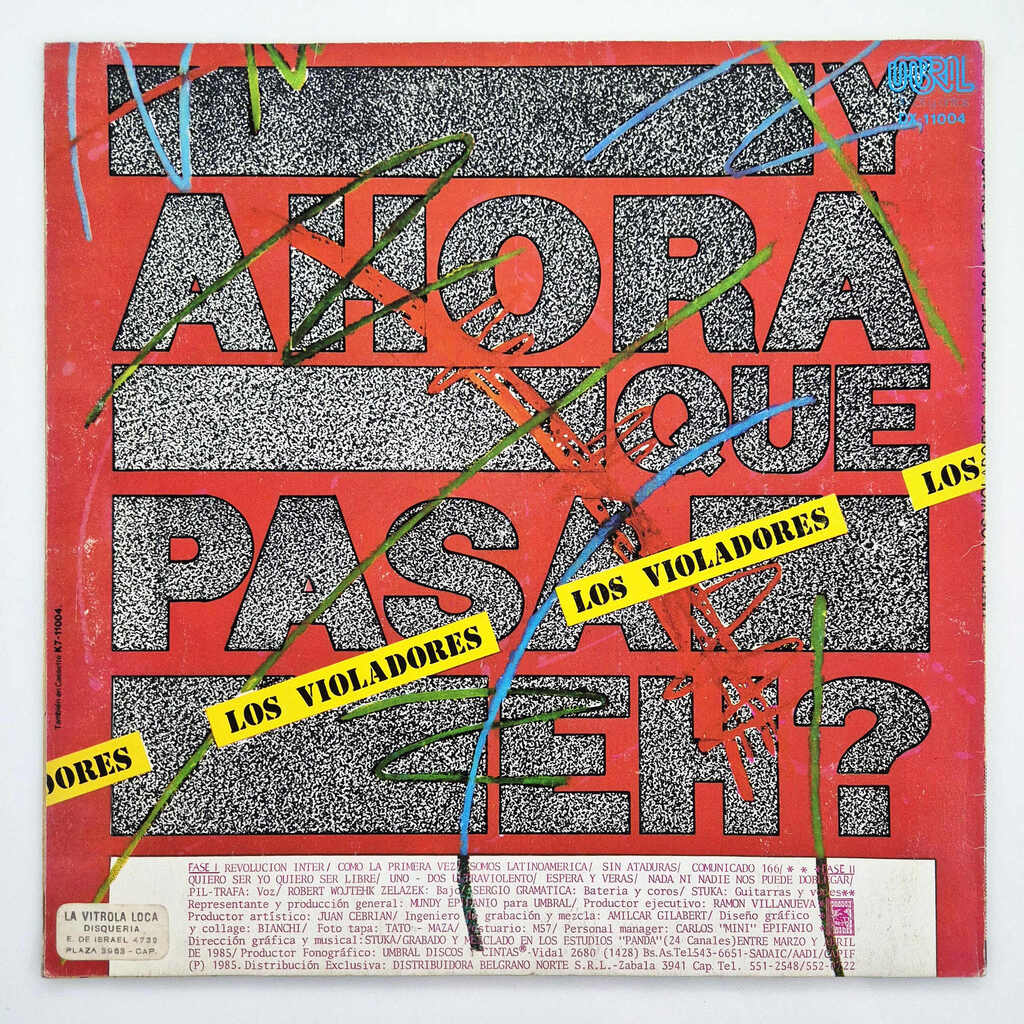 UMBRAL
DX-11004
Y
AHORA
QUE
PASA
EH?
LOS
LOS VIOLADORES
LOS VIOLADORES
DORES
También en Cassette K7-11004
FASE I REVOLUCION INTER/ COMO LA PRIMERA VEZ/ SOMOS LATINOAMERICA/ SIN ATADURAS/ COMUNICADO 166/ * * *FASE II
QUIERO SER YO QUIERO SER LIBRE/ UNO - DOS ULTRAVIOLENTO/ ESPERA Y VERAS/ NADA NI NADIE NOS PUEDE DOBLEGAR/
PIL-TRAFA: Voz/ ROBERT WOJTEHK ZELAZEK: Bajo/ SERGIO GRAMATICA: Bateria y coros/ STUKA: Guitarras y voces**
Representante y producción general: MUNDY EPIFANIO para UMBRAL/ Productor ejecutivo: RAMON VILLANUEVA
Productor artístico: JUAN CEBRIAN/ Ingeniero de grabación y mezcla: AMILCAR GILABERT/ Diseño gráfico
y collage: BIANCHI/ Foto tapa: TATO - MAZA/ Vestuario: M57/ Personal manager: CARLOS "MINI" EPIFANIO
Dirección gráfica y musical:STUKA/GRABADO Y MEZCLADO EN LOS ESTUDIOS "PANDA"(24 Canales)ENTRE MARZO Y ABRIL
DE 1985/Productor Fonográfico: UMBRAL DISCOS Y CINTAS®-Vidal 2680 (1428) Bs.As.Tel543-6651-SADAIC/AADI/CAPIF
(P) 1985. Distribución Exclusiva: DISTRIBUIDORA BELGRANO NORTE S.R.L.-Zabala 3941 Cap. Tel. 551-2548/552-
LA VITROLA LOCA
DISQUERIA
E. DE ISRAEL 4739
PLAZA 3963 - CAP.